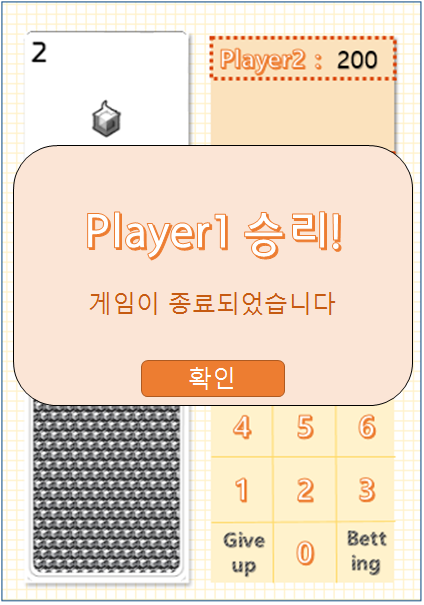 2
Player2 : 200
Player1 승리!
게임이 종료되었습니다
확인
4 5 6
1 2 3
Give up
0
Bett
ing